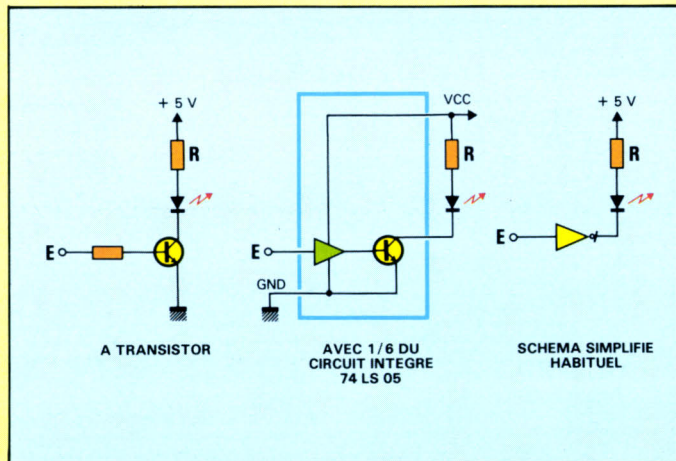 + 5 V
R
E
A TRANSISTOR
VCC
R
E
GND
AVEC 1/6 DU
CIRCUIT INTEGRE
74 LS 05
+ 5 V
R
E
SCHEMA SIMPLIFIE
HABITUEL